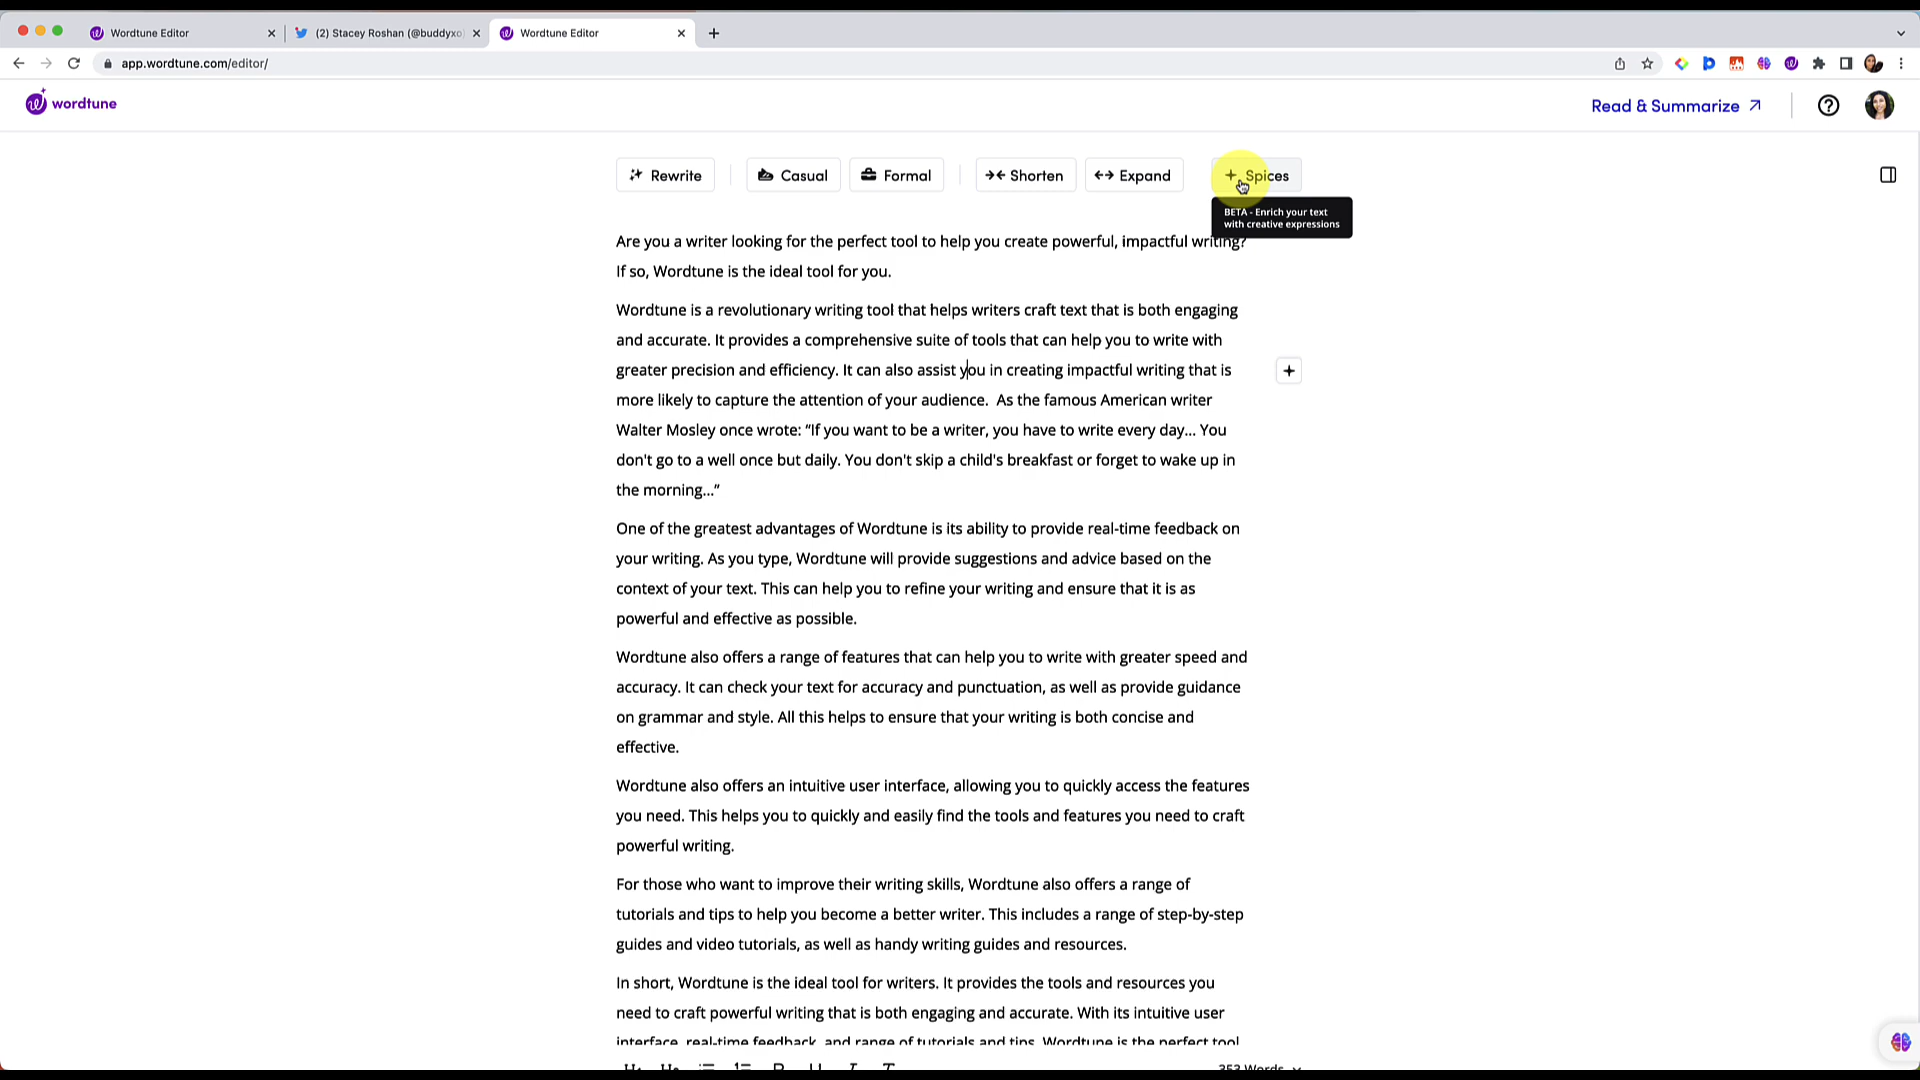 Wordtune Editor
(2) Stacey Roshan (@buddyxo
Wordtune Editor
app.wordtune.com/editor/
wordtune
Read & Summarize
Rewrite
Casual
Formal
Shorten
Expand
Spices
BETA - Enrich your text
with creative expressions
Are you a writer looking for the perfect tool to help you create powerful, impactful writing?
If so, Wordtune is the ideal tool for you.
Wordtune is a revolutionary writing tool that helps writers craft text that is both engaging
and accurate. It provides a comprehensive suite of tools that can help you to write with
greater precision and efficiency. It can also assist you in creating impactful writing that is
more likely to capture the attention of your audience.  As the famous American writer
Walter Mosley once wrote: “If you want to be a writer, you have to write every day... You
don't go to a well once but daily. You don't skip a child's breakfast or forget to wake up in
the morning...”
One of the greatest advantages of Wordtune is its ability to provide real-time feedback on
your writing. As you type, Wordtune will provide suggestions and advice based on the
context of your text. This can help you to refine your writing and ensure that it is as
powerful and effective as possible.
Wordtune also offers a range of features that can help you to write with greater speed and
accuracy. It can check your text for accuracy and punctuation, as well as provide guidance
on grammar and style. All this helps to ensure that your writing is both concise and
effective.
Wordtune also offers an intuitive user interface, allowing you to quickly access the features
you need. This helps you to quickly and easily find the tools and features you need to craft
powerful writing.
For those who want to improve their writing skills, Wordtune also offers a range of
tutorials and tips to help you become a better writer. This includes a range of step-by-step
guides and video tutorials, as well as handy writing guides and resources.
In short, Wordtune is the ideal tool for writers. It provides the tools and resources you
need to craft powerful writing that is both engaging and accurate. With its intuitive user
interface, real-time feedback, and range of tutorials and tips, Wordtune is the perfect tool
353 Words